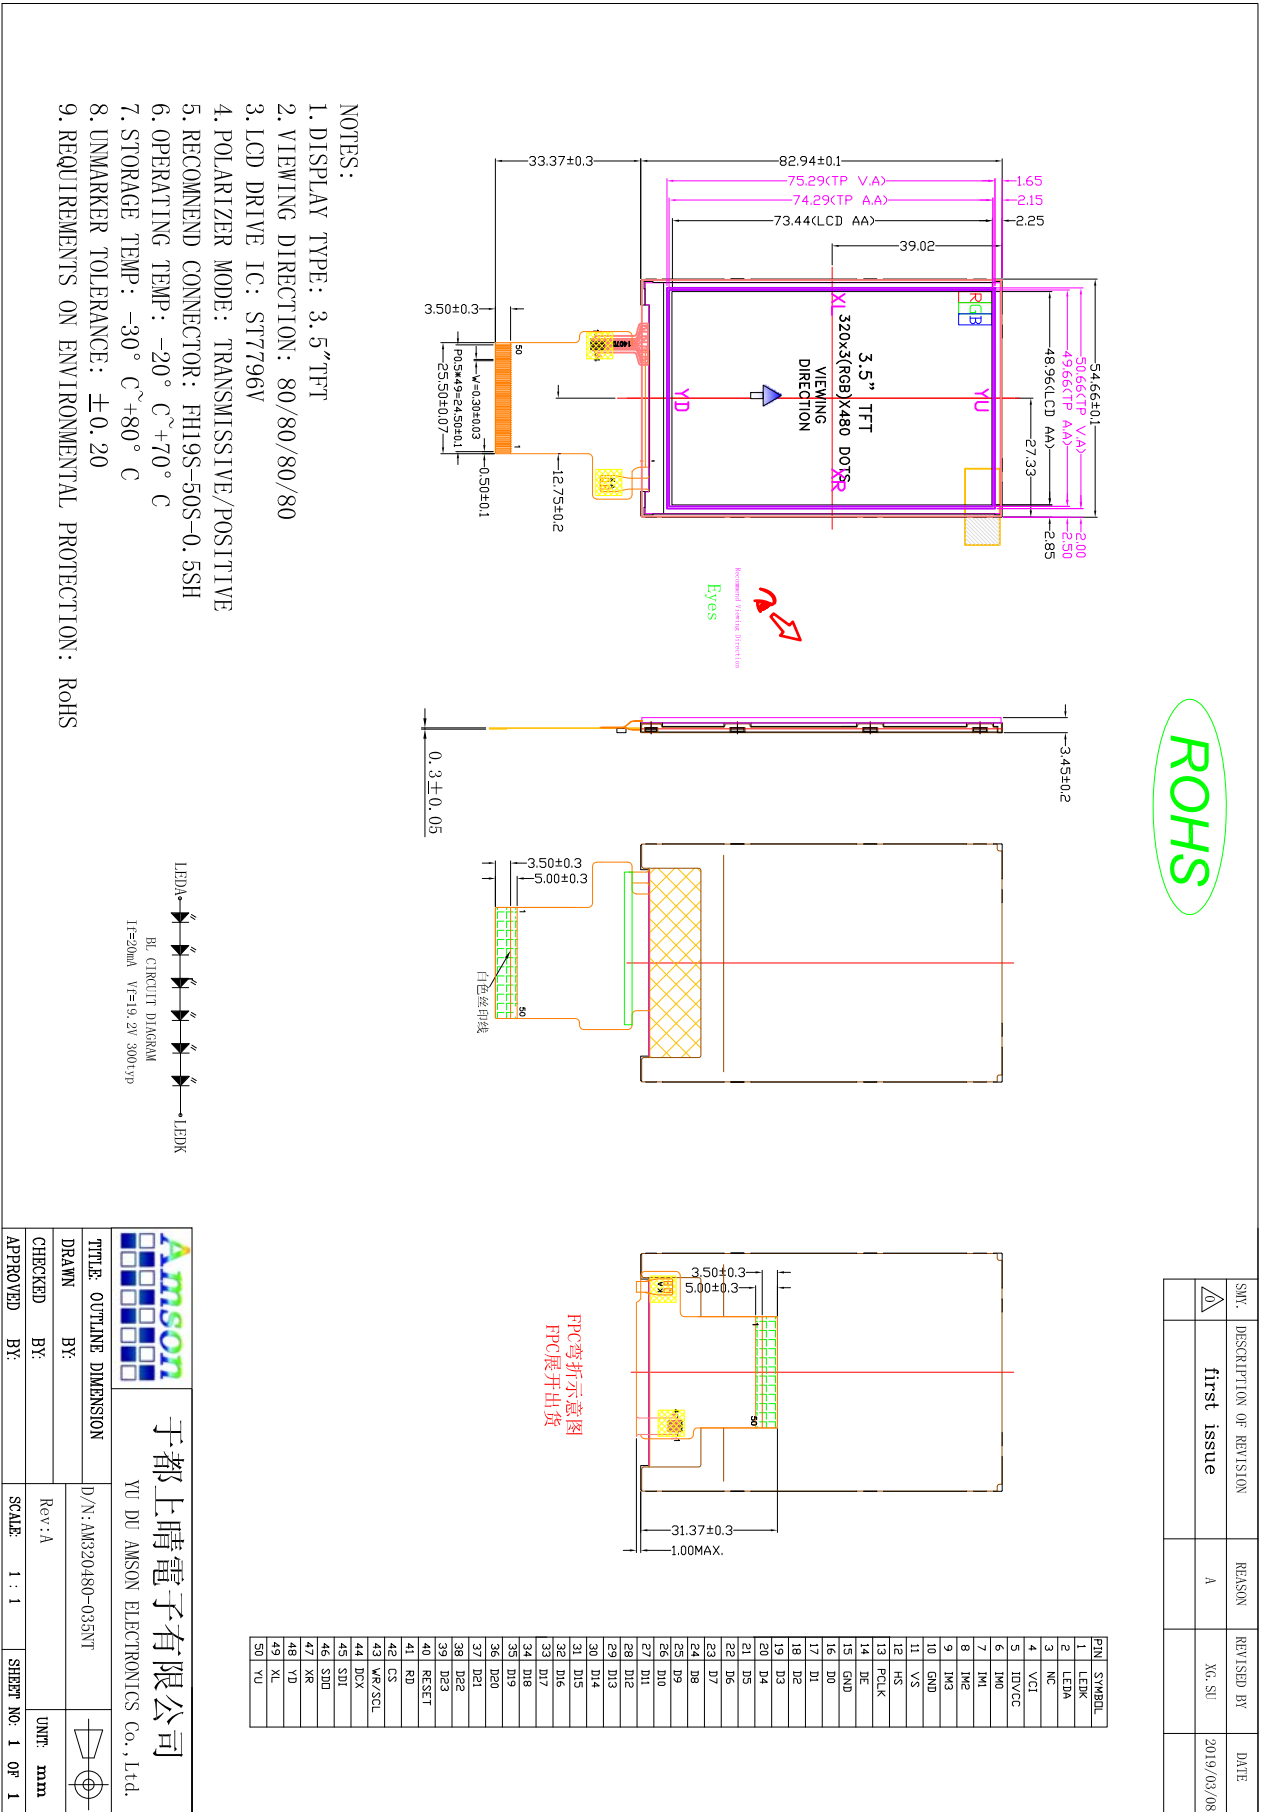 SMY.
DESCRIPTION OF REVISION
REASON
REVISED BY
DATE
0
first issue
A
XG. SU
2019/03/08
ROHS
54.66±0.1
50.66(TP V.A)
49.66(TP A.A)
48.96(LCD AA)
27.33
2.00
2.50
2.85
82.94±0.1
33.37±0.3
75.29(TP V.A)
1.65
74.29(TP A.A)
2.15
73.44(LCD AA)
2.25
39.02
RGB
YU
3.5" TFT
320x3(RGB)X480 DOTS
VIEWING
DIRECTION
XL
XR
YD
1407
3.50±0.3
50
1
W=0.30±0.03
P0.5*49=24.50±0.1
25.50±0.07
0.50±0.1
12.75±0.2
Recommend Viewing Direction
Eyes
3.45±0.2
0.3±0.05
3.50±0.3
5.00±0.3
1
50
白色丝印线
3.50±0.3
5.00±0.3
1
50
31.37±0.3
1.00MAX.
FPC弯折示意图
FPC展开出货
NOTES:
1. DISPLAY TYPE: 3.5"TFT
2. VIEWING DIRECTION: 80/80/80/80
3. LCD DRIVE IC: ST7796V
4. POLARIZER MODE: TRANSMISSIVE/POSITIVE
5. RECOMNEND CONNECTOR: FH19S-50S-0.5SH
6. OPERATING TEMP: -20° C~+70° C
7. STORAGE TEMP: -30° C~+80° C
8. UNMARKER TOLERANCE: ±0.20
9. REQUIREMENTS ON ENVIRONMENTAL PROTECTION: RoHS
LEDA
LEDK
BL CIRCUIT DIAGRAM
If=20mA Vf=19.2V 300typ
PIN SYMBOL
1 LEDK
2 LEDA
3 NC
4 VCI
5 IOVCC
6 IM0
7 IM1
8 IM2
9 IM3
10 GND
11 VS
12 HS
13 PCLK
14 DE
15 GND
16 D0
17 D1
18 D2
19 D3
20 D4
21 D5
22 D6
23 D7
24 D8
25 D9
26 D10
27 D11
28 D12
29 D13
30 D14
31 D15
32 D16
33 D17
34 D18
35 D19
36 D20
37 D21
38 D22
39 D23
40 RESET
41 RD
42 CS
43 WR/SCL
44 DCX
45 SDI
46 SDO
47 XR
48 YD
49 XL
50 YU
Amson
于都上晴電子有限公司
YU DU AMSON ELECTRONICS Co., Ltd.
TITLE: OUTLINE DIMENSION
D/N: AM320480-035NT
DRAWN BY:
Rev: A
CHECKED BY:
UNIT: mm
APPROVED BY:
SCALE: 1 : 1
SHEET NO: 1 OF 1